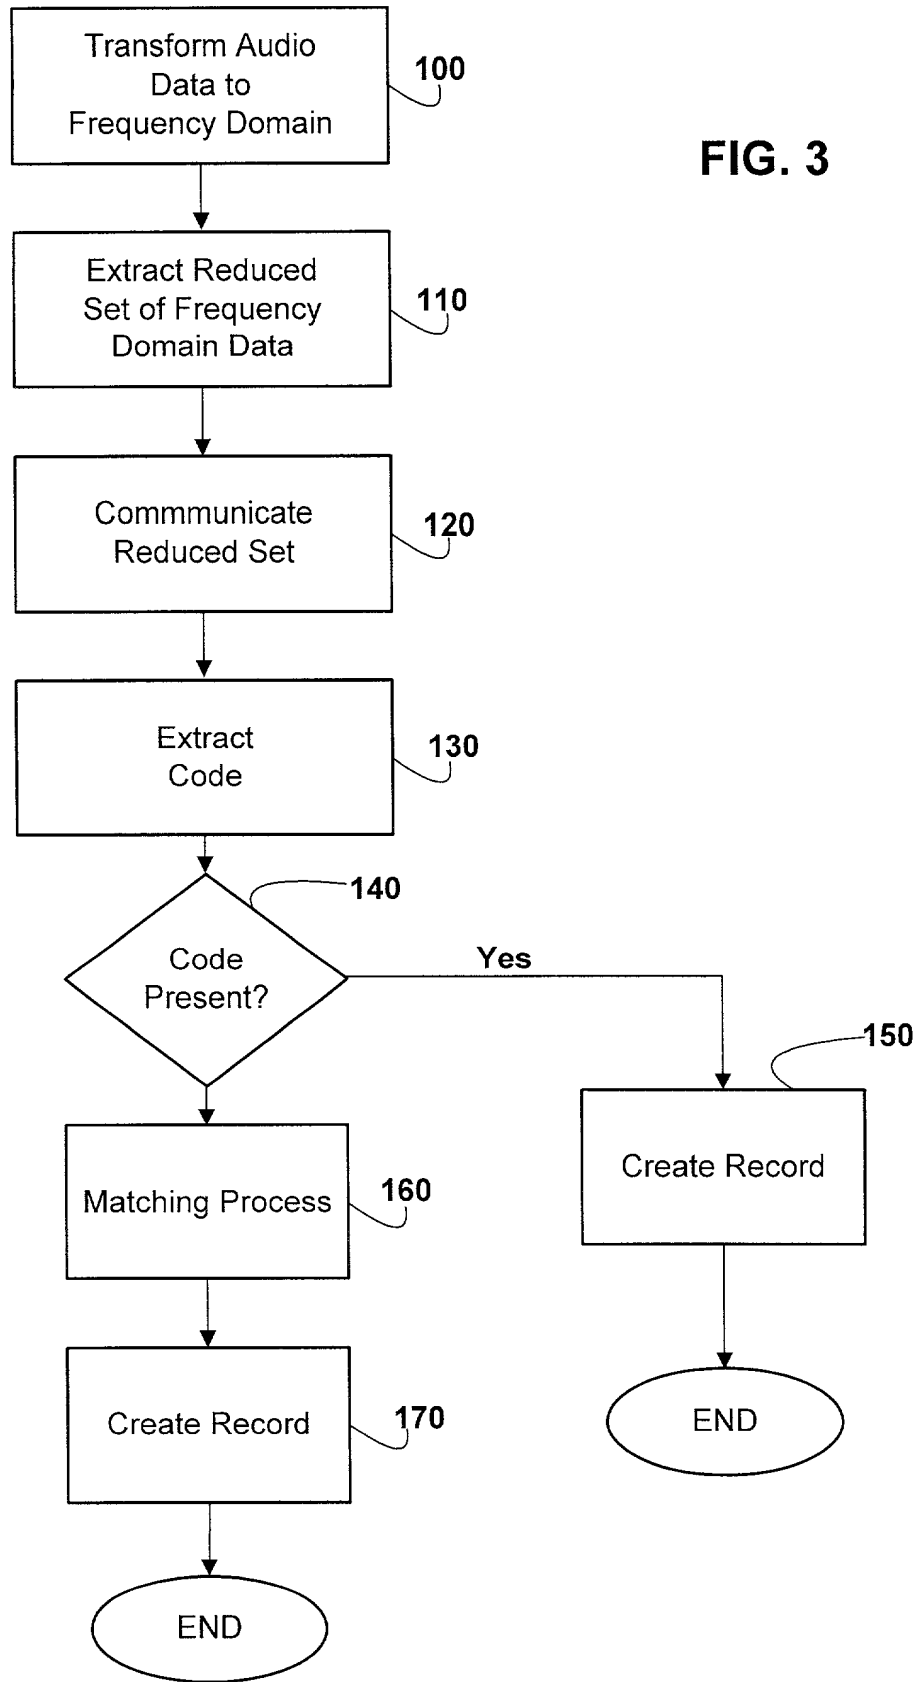 Transform Audio
Data to
Frequency Domain
100
FIG. 3
Extract Reduced
Set of Frequency
Domain Data
110
Commmunicate
Reduced Set
120
Extract
Code
130
140
Code
Present?
Yes
150
Create Record
Matching Process
160
Create Record
170
END
END